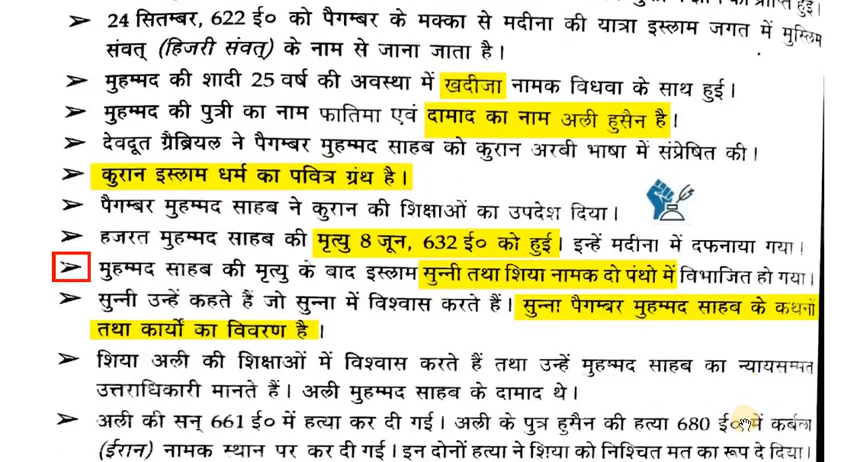 ➢ 24 सितम्बर, 622 ई० को पैगम्बर के मक्का से मदीना की यात्रा इस्लाम जगत में मुस्लिम
संवत् (हिजरी संवत्) के नाम से जाना जाता है।
➢ मुहम्मद की शादी 25 वर्ष की अवस्था में खदीजा नामक विधवा के साथ हुई।
➢ मुहम्मद की पुत्री का नाम फातिमा एवं दामाद का नाम अली हुसैन है।
➢ देवदूत ग्रैब्रियल ने पैगम्बर मुहम्मद साहब को कुरान अरबी भाषा में संप्रेषित की।
➢ कुरान इस्लाम धर्म का पवित्र ग्रंथ है।
➢ पैगम्बर मुहम्मद साहब ने कुरान की शिक्षाओं का उपदेश दिया।
➢ हजरत मुहम्मद साहब की मृत्यु 8 जून, 632 ई० को हुई। इन्हें मदीना में दफनाया गया।
➢ मुहम्मद साहब की मृत्यु के बाद इस्लाम सुन्नी तथा शिया नामक दो पंथो में विभाजित हो गया।
➢ सुन्नी उन्हें कहते हैं जो सुन्ना में विश्वास करते हैं। सुन्ना पैगम्बर मुहम्मद साहब के कथनों
तथा कार्यों का विवरण है।
➢ शिया अली की शिक्षाओं में विश्वास करते हैं तथा उन्हें मुहम्मद साहब का न्यायसम्मत
उत्तराधिकारी मानते हैं। अली मुहम्मद साहब के दामाद थे।
➢ अली की सन् 661 ई० में हत्या कर दी गई। अली के पुत्र हुसैन की हत्या 680 ई० में कर्बला
(ईरान) नामक स्थान पर कर दी गई। इन दोनों हत्या ने शिया को निश्चित मत का रूप दे दिया।